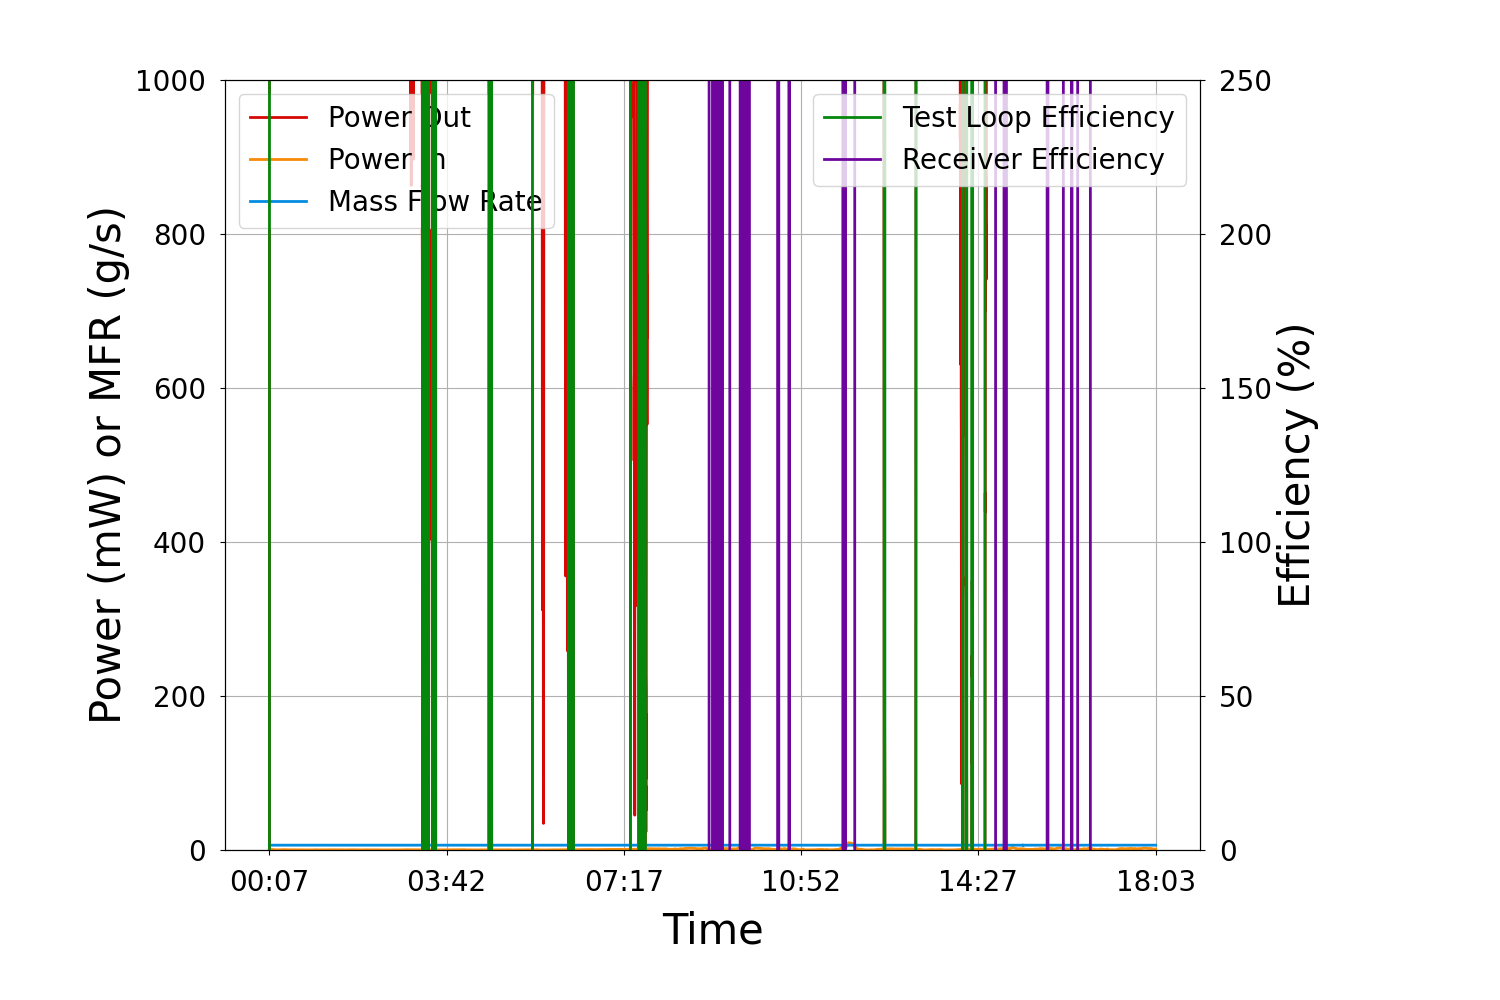 1000
800
600
400
200
0
Power (mW) or MFR (g/s)
Power Out
Power In
Mass Flow Rate
Test Loop Efficiency
Receiver Efficiency
250
200
150
100
50
0
Efficiency (%)
00:07 03:42 07:17 10:52 14:27 18:03
Time